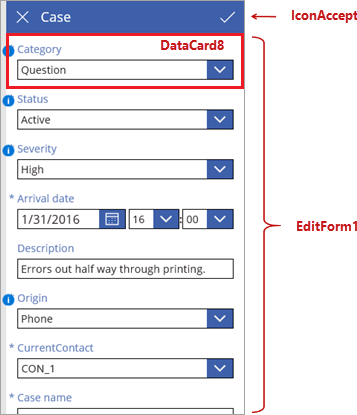 Case
IconAccept
Category
DataCard8
Question
Status
Active
Severity
High
* Arrival date
1/31/2016 16 : 00
Description
Errors out half way through printing.
EditForm1
Origin
Phone
* CurrentContact
CON_1
* Case name